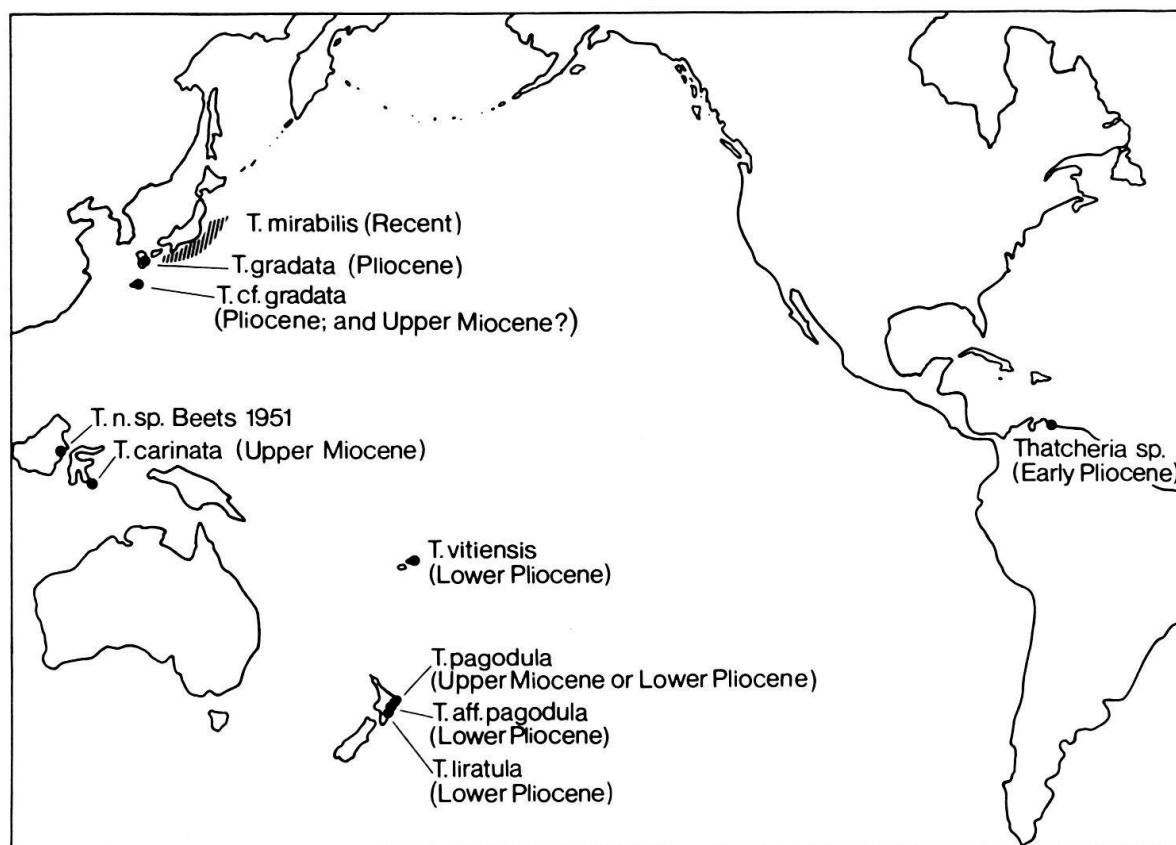 T. mirabilis (Recent)
T. gradata (Pliocene)
T. cf. gradata
(Pliocene; and Upper Miocene?)
T. n. sp. Beets 1951
T. carinata (Upper Miocene)
Thatcheria sp.
(Early Pliocene)
T. vitiensis
(Lower Pliocene)
T. pagodula
(Upper Miocene or Lower Pliocene)
T. aff. pagodula
(Lower Pliocene)
T. liratula
(Lower Pliocene)